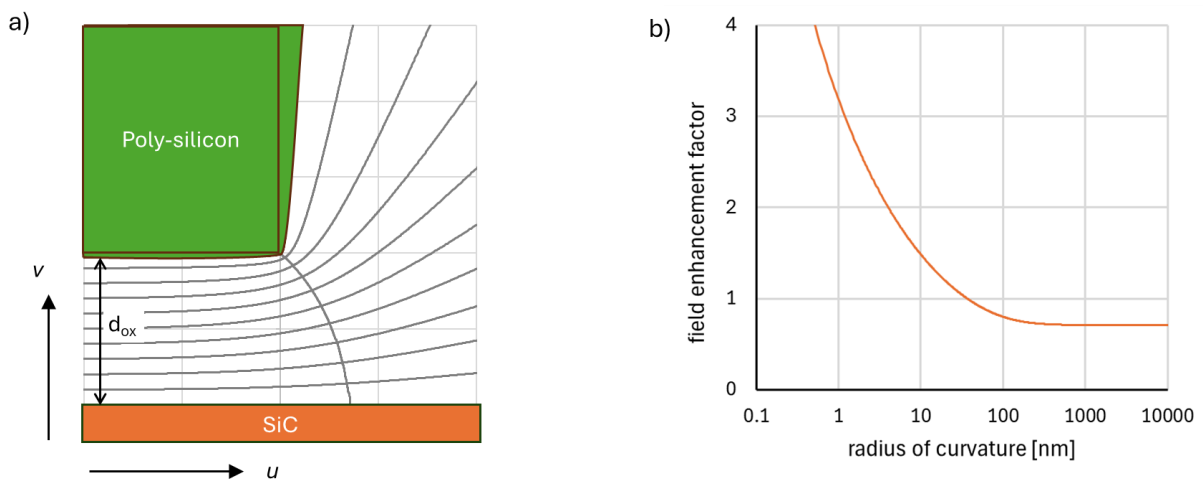 a)
Poly-silicon
v
dox
SiC
u
b)
field enhancement factor
4
3
2
1
0
0.1 1 10 100 1000 10000
radius of curvature [nm]